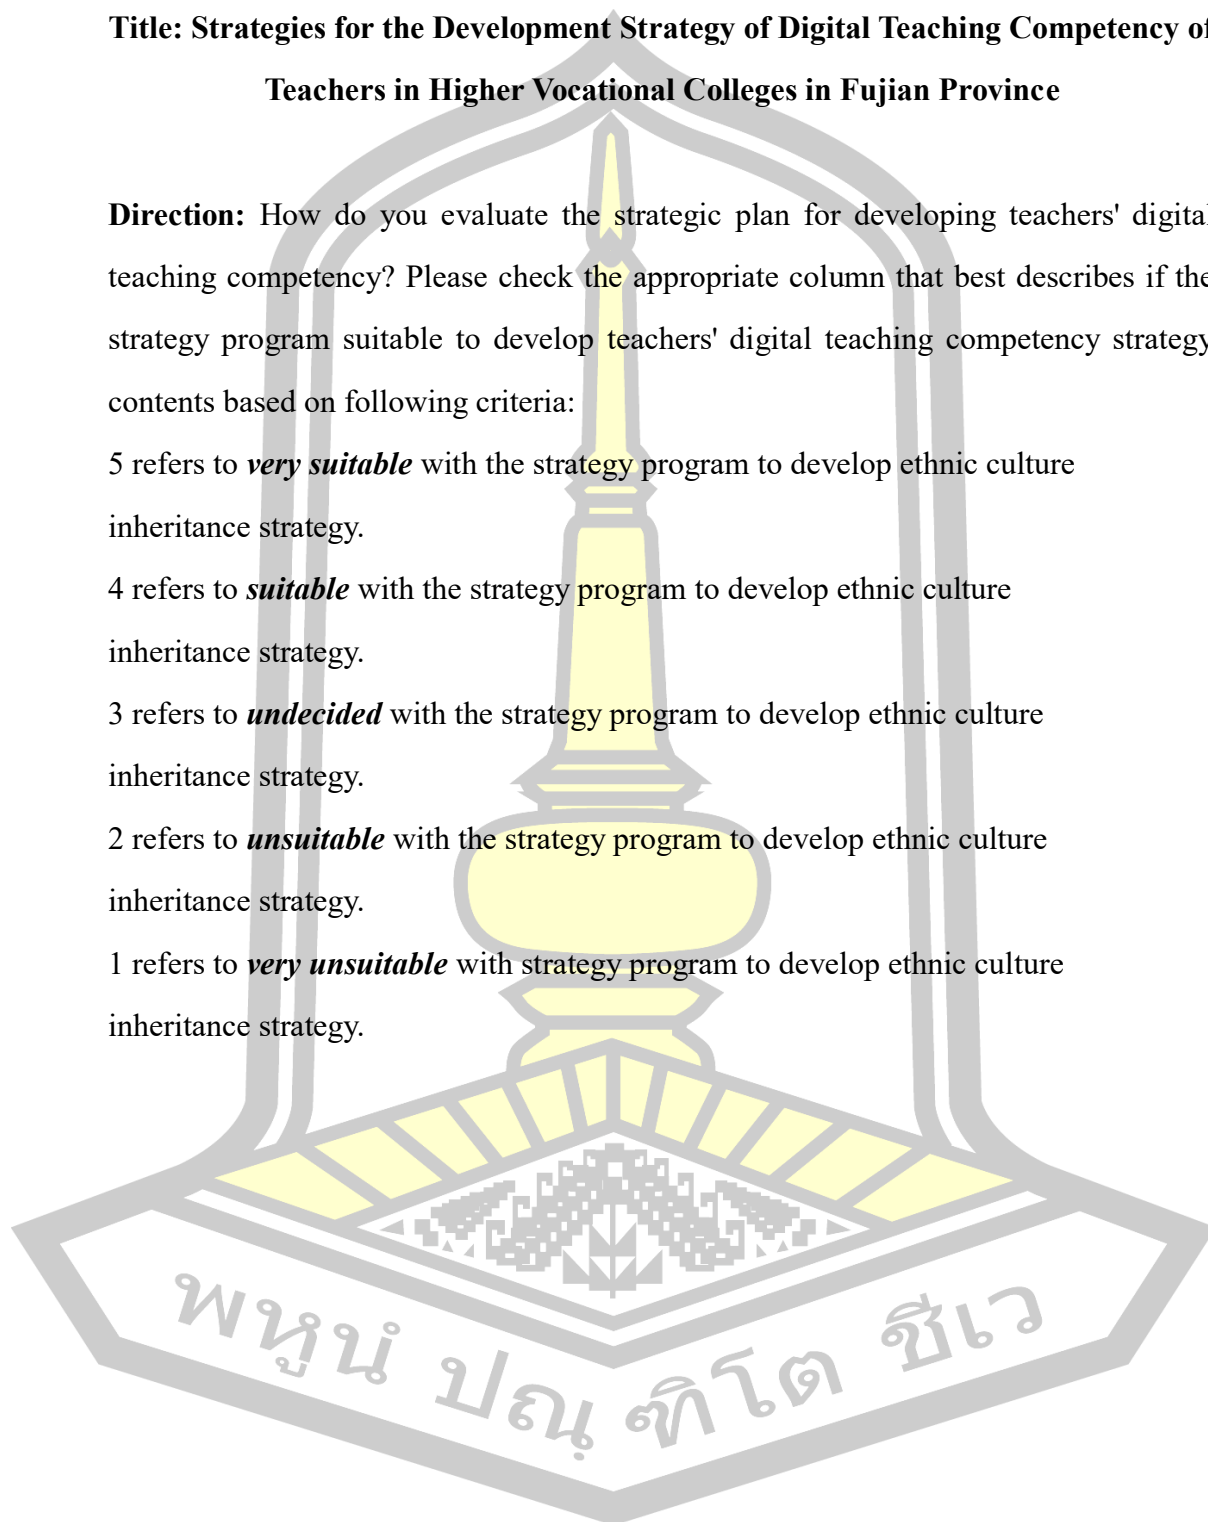 Title: Strategies for the Development Strategy of Digital Teaching Competency of
Teachers in Higher Vocational Colleges in Fujian Province
Direction: How do you evaluate the strategic plan for developing teachers' digital
teaching competency? Please check the appropriate column that best describes if the
strategy program suitable to develop teachers' digital teaching competency strategy
contents based on following criteria:
5 refers to very suitable with the strategy program to develop ethnic culture
inheritance strategy.
4 refers to suitable with the strategy program to develop ethnic culture
inheritance strategy.
3 refers to undecided with the strategy program to develop ethnic culture
inheritance strategy.
2 refers to unsuitable with the strategy program to develop ethnic culture
inheritance strategy.
1 refers to very unsuitable with strategy program to develop ethnic culture
inheritance strategy.
พหูนํ ปณฺฑิโต ชีเว